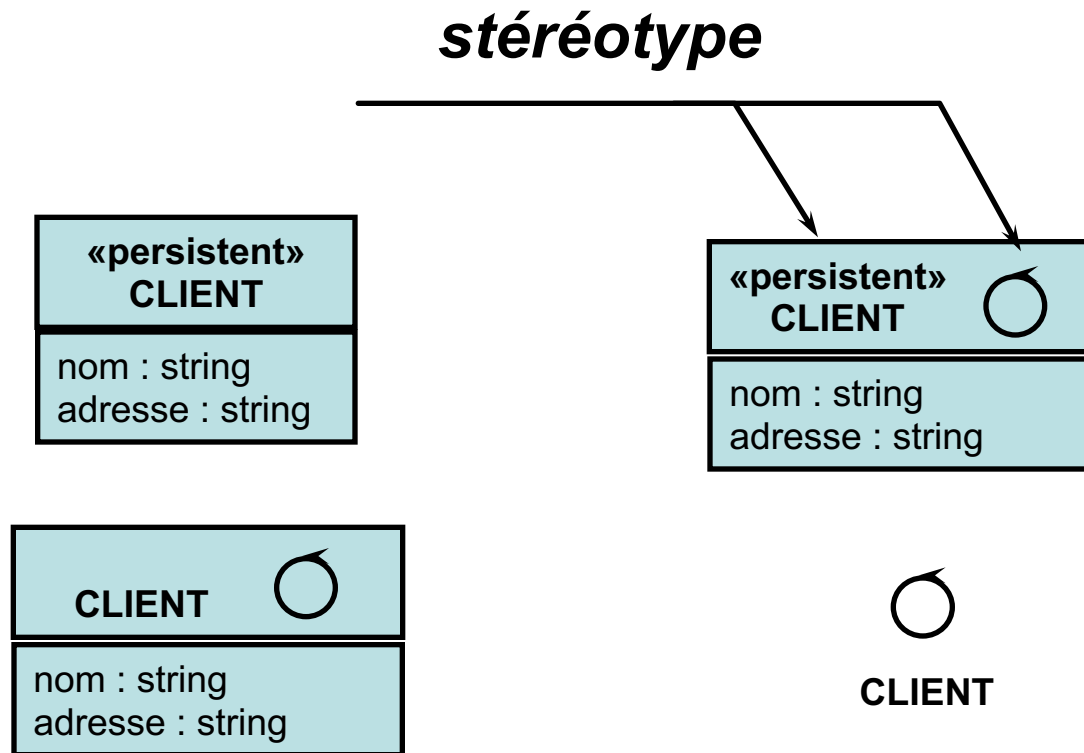 stéréotype
«persistent»
CLIENT
nom : string
adresse : string
«persistent»
CLIENT
nom : string
adresse : string
CLIENT
nom : string
adresse : string
CLIENT